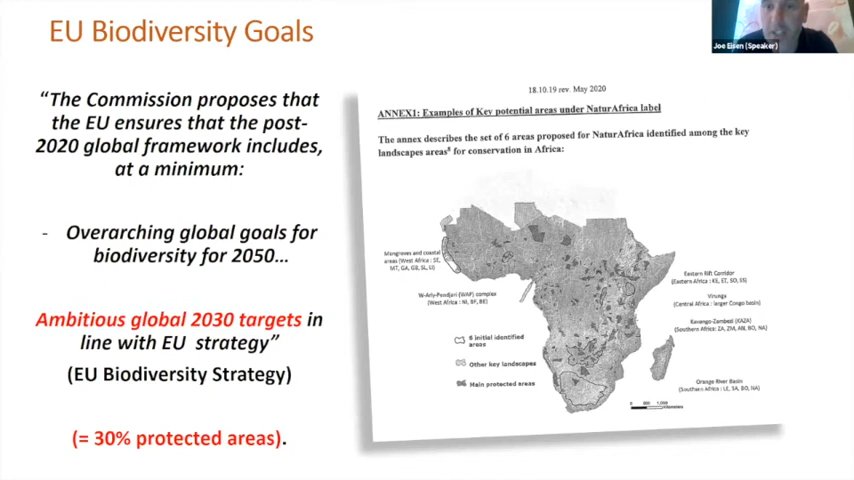 EU Biodiversity Goals
Joe Eisen (Speaker)
“The Commission proposes that
the EU ensures that the post-
2020 global framework includes,
at a minimum:
- Overarching global goals for
biodiversity for 2050…
Ambitious global 2030 targets in
line with EU strategy”
(EU Biodiversity Strategy)
(= 30% protected areas).
18.10.19 rev. May 2020
ANNEX1: Examples of Key potential areas under NaturAfrica label
The annex describes the set of 6 areas proposed for NaturAfrica identified among the key
landscapes areas⁸ for conservation in Africa:
Mangroves and coastal
areas (West Africa : SE,
MT, GA, GB, SL, LI)
W-Arly-Pendjari (WAP) complex
(West Africa : NI, BF, BE)
Eastern Rift Corridor
(Eastern Africa : KE, ET, SO, SS)
Virunga
(Central Africa : larger Congo basin)
Kavango-Zambezi (KAZA)
(Southern Africa : ZA, ZM, AN, BO, NA)
Orange River Basin
(Southern Africa : LE, SA, BO, NA)
6 initial identified
areas
Other key landscapes
Main protected areas